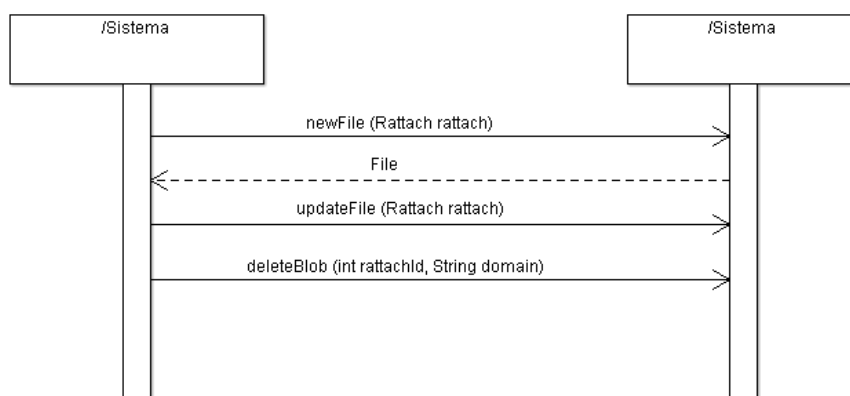 /Sistema
/Sistema
newFile (Rattach rattach)
File
updateFile (Rattach rattach)
deleteBlob (int rattachId, String domain)